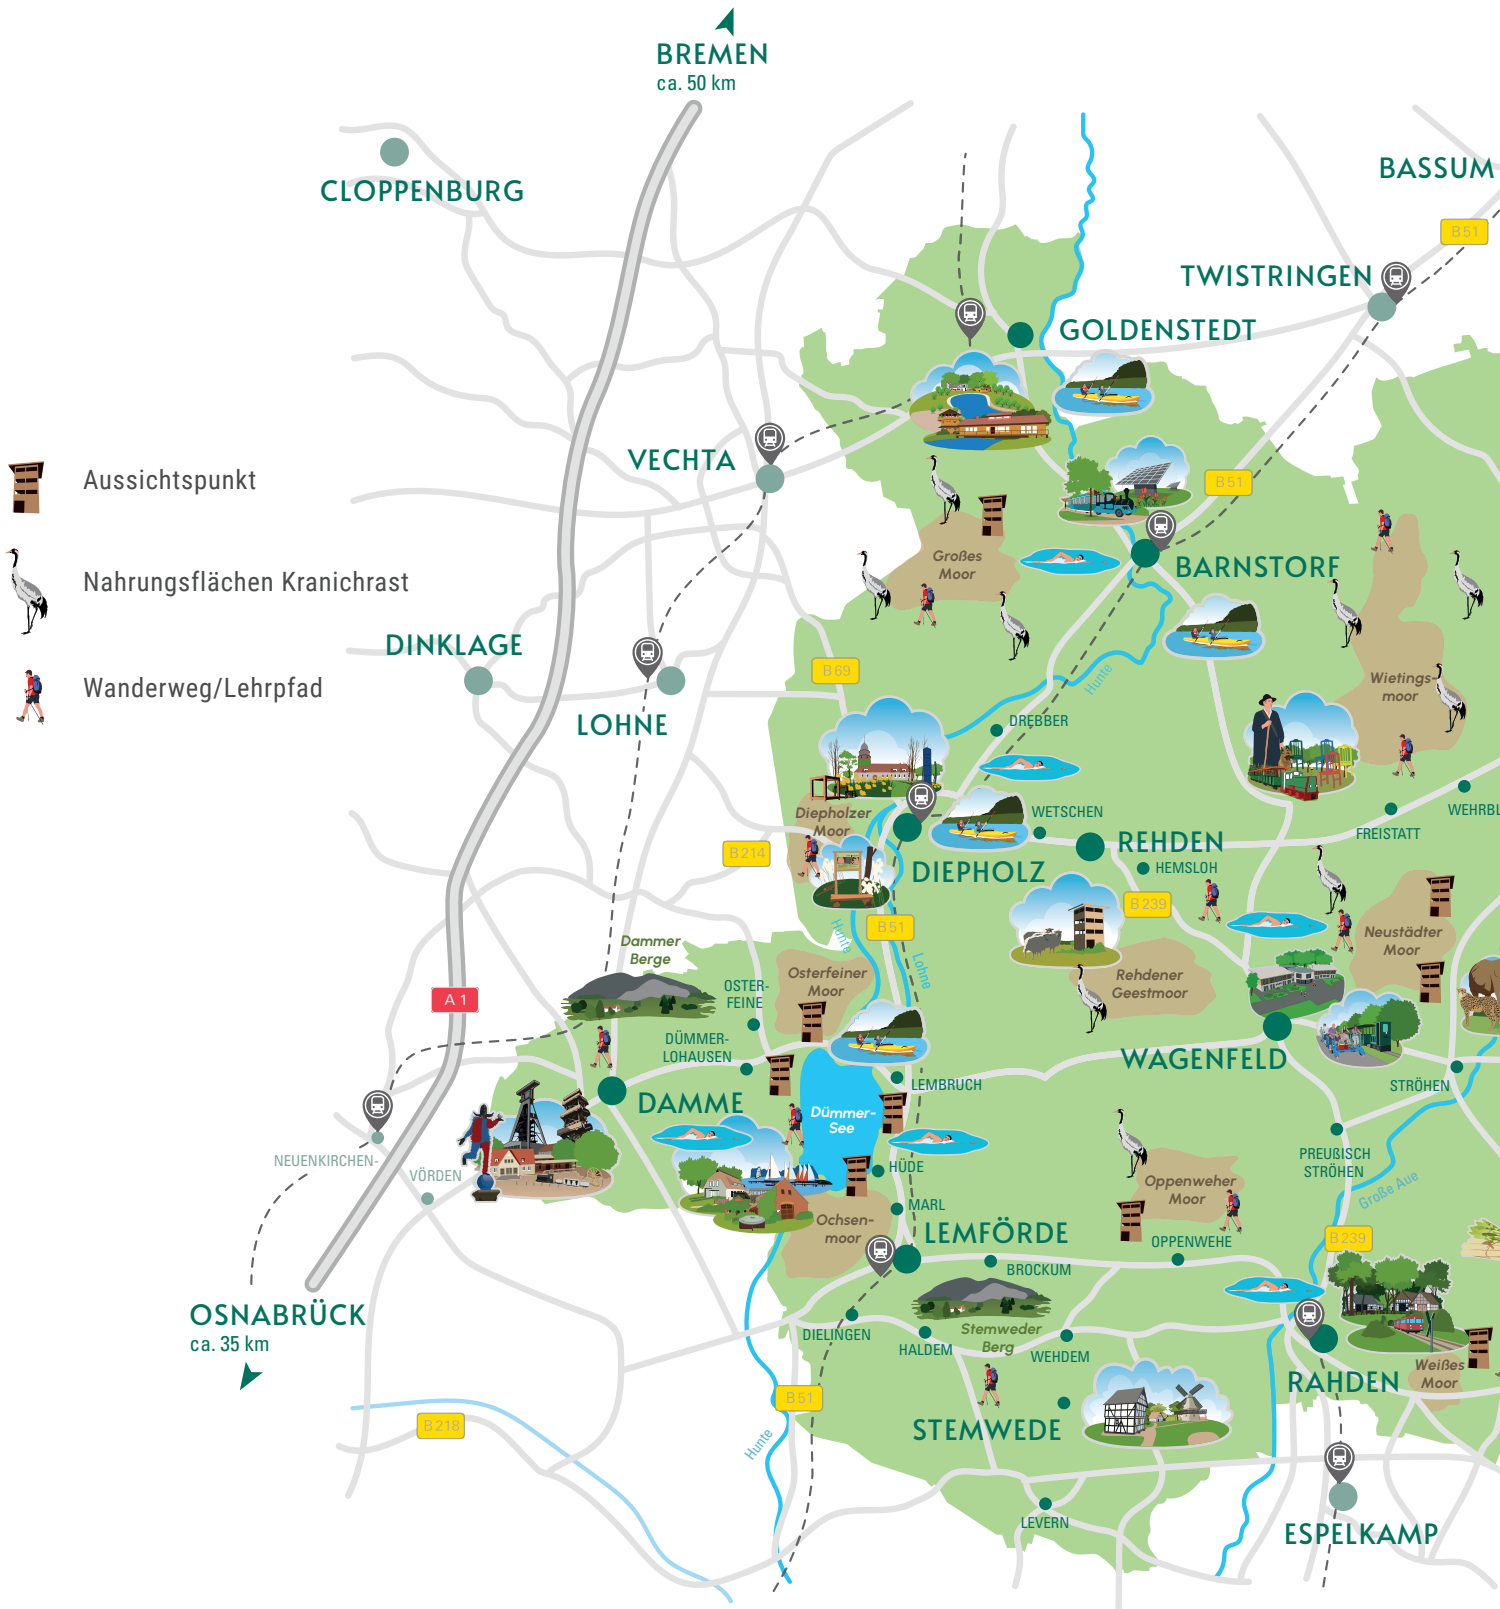 BREMEN
ca. 50 km
CLOPPENBURG
BASSUM
B51
TWISTRINGEN
GOLDENSTEDT
VECHTA
B51
Aussichtspunkt
Großes
Moor
BARNSTORF
Nahrungsflächen Kranichrast
DINKLAGE
B69
Hunte
Wietings-
moor
Wanderweg/Lehrpfad
LOHNE
DREBBER
Diepholzer
Moor
WETSCHEN
WEHRBL
FREISTATT
REHDEN
B214
DIEPHOLZ
HEMSLOH
B239
B51
Hunte
Lohne
Dammer
Berge
Neustädter
Moor
Osterfeiner
Moor
Rehdener
Geestmoor
OSTER-
FEINE
A1
DÜMMER-
LOHAUSEN
WAGENFELD
LEMBRUCH
STRÖHEN
DAMME
Dümmer-
See
PREUßISCH
STRÖHEN
NEUENKIRCHEN-
VÖRDEN
HÜDE
Oppenweher
Moor
Große Aue
MARL
Ochsen-
moor
LEMFÖRDE
OPPENWEHE
B239
BROCKUM
OSNABRÜCK
ca. 35 km
DIELINGEN
HALDEM
Stemweder
Berg
WEHDEM
Weißes
Moor
RAHDEN
B51
B218
Hunte
STEMWEDE
LEVERN
ESPELKAMP